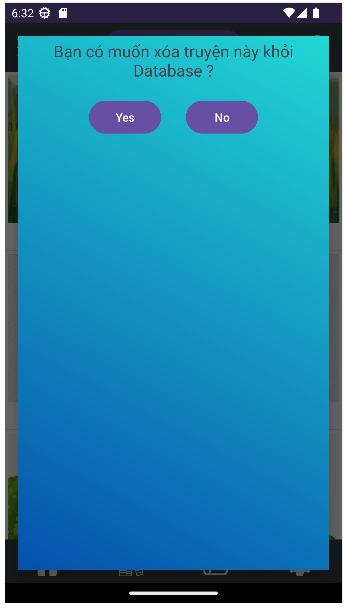 6:32
Bạn có muốn xóa truyện này khỏi
Database ?
Yes
No